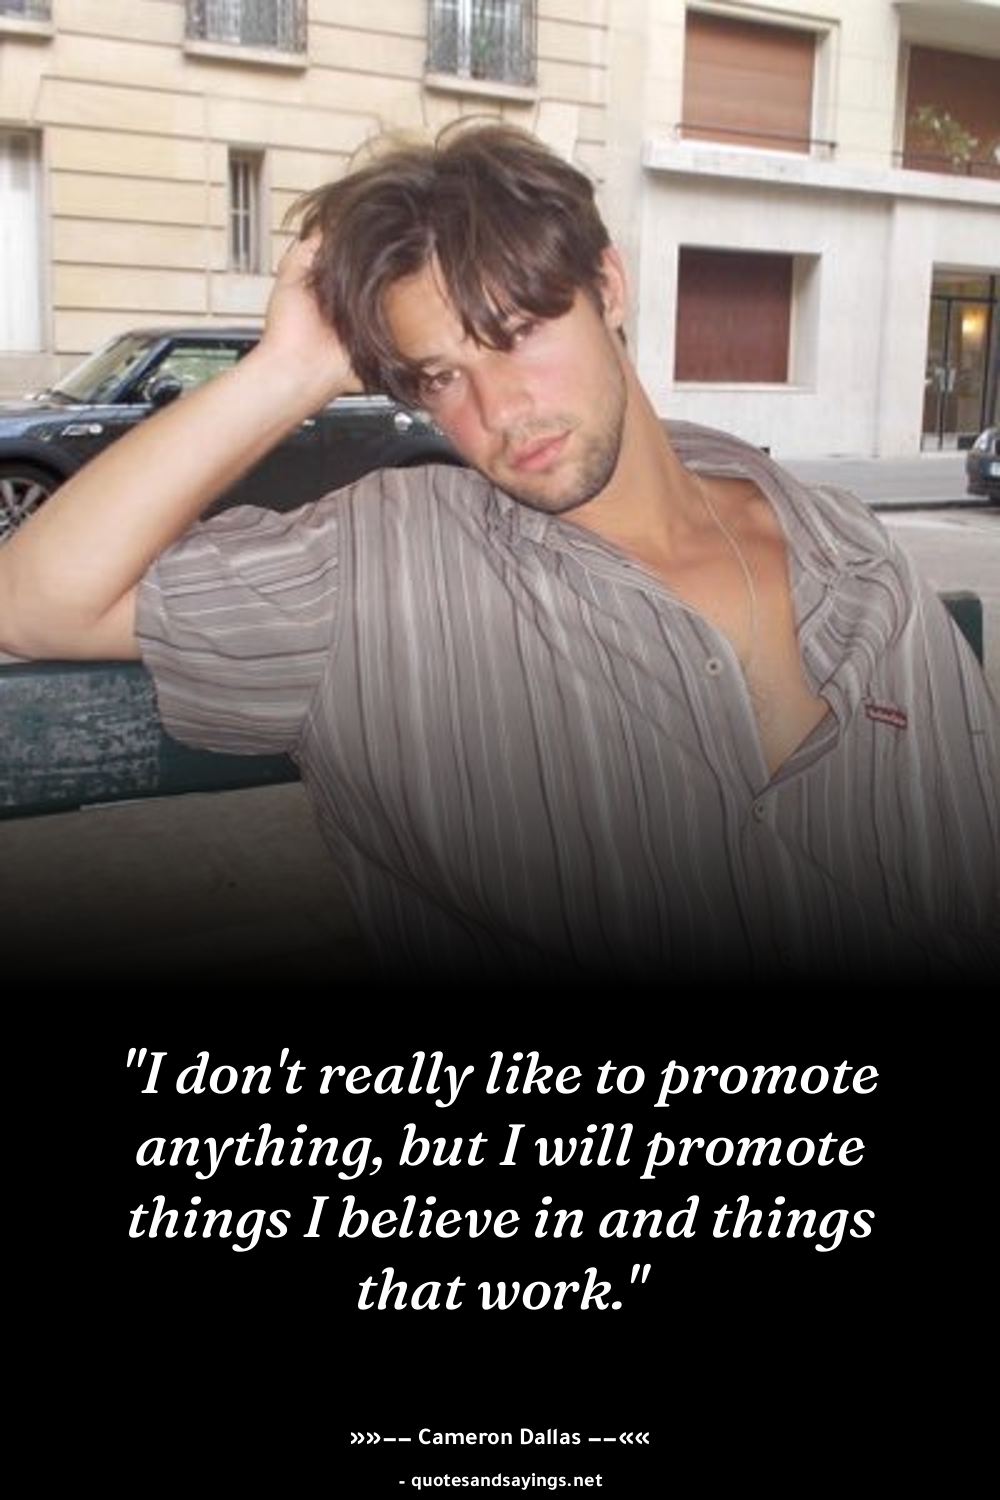 "I don't really like to promote
anything, but I will promote
things I believe in and things
that work."
»»−− Cameron Dallas −−««
- quotesandsayings.net